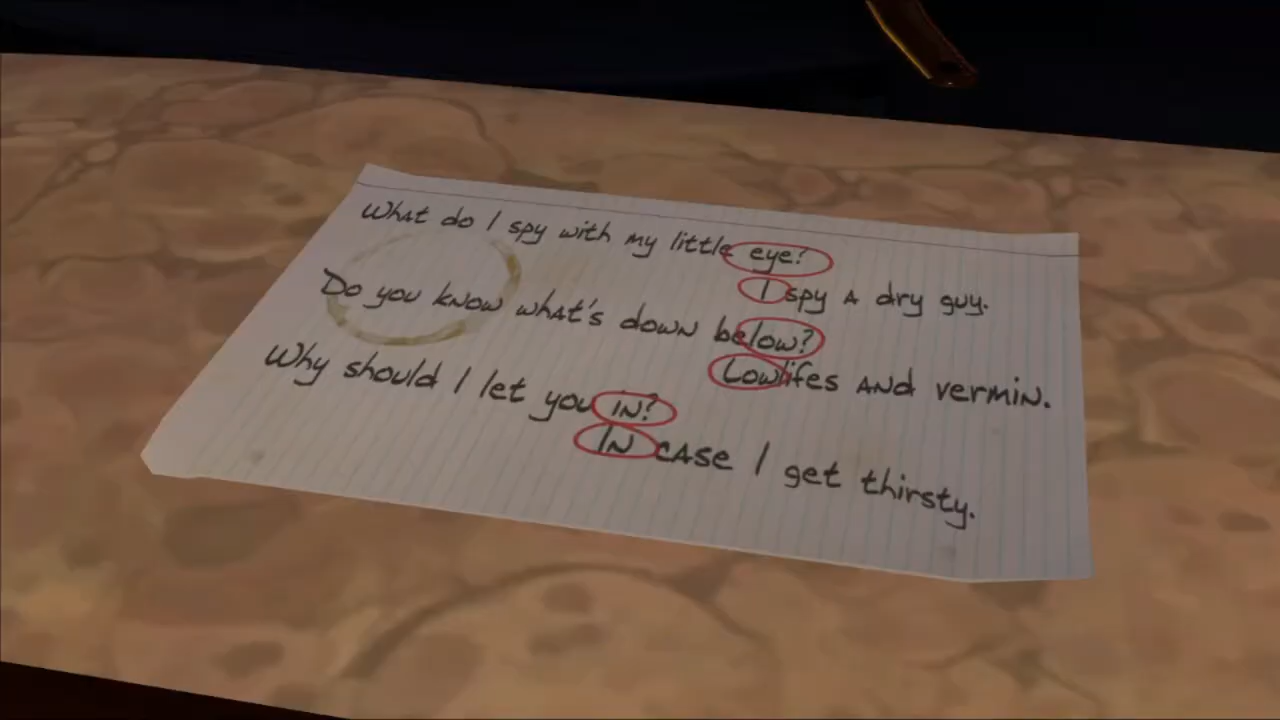 What do I spy with my little eye?
I spy a dry guy.
Do you know what's down below?
Lowlifes and vermin.
Why should I let you in?
In case I get thirsty.